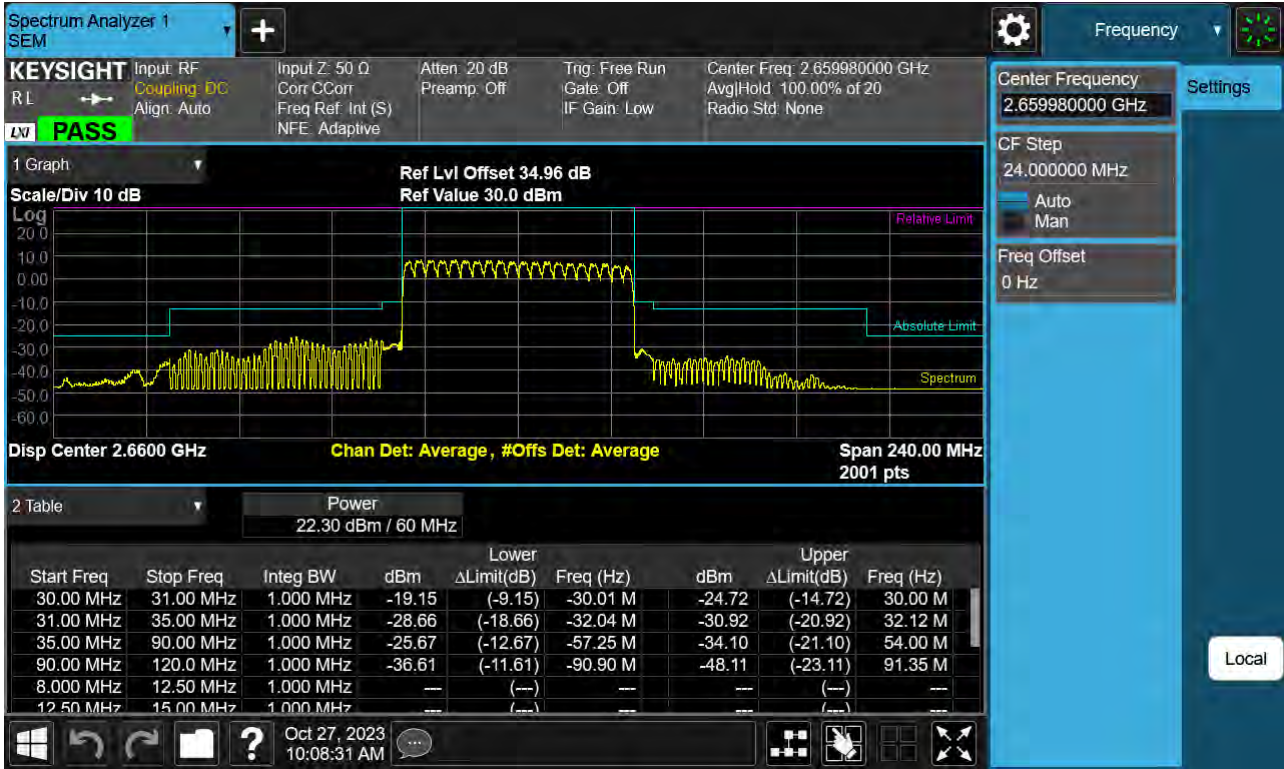 Spectrum Analyzer 1
SEM
Frequency
KEYSIGHT
R L
LXI
PASS
Input: RF
Coupling: DC
Align: Auto
Input Z: 50 Ω
Corr CCorr
Freq Ref: Int (S)
NFE: Adaptive
Atten: 20 dB
Preamp: Off
Trig: Free Run
Gate: Off
IF Gain: Low
Center Freq: 2.659980000 GHz
Avg|Hold: 100.00% of 20
Radio Std: None
Center Frequency
2.659980000 GHz
Settings
CF Step
24.000000 MHz
Auto
Man
Freq Offset
0 Hz
1 Graph
Ref Lvl Offset 34.96 dB
Scale/Div 10 dB
Ref Value 30.0 dBm
Log
20.0
10.0
0.00
-10.0
-20.0
-30.0
-40.0
-50.0
-60.0
Relative Limit
Absolute Limit
Spectrum
Disp Center 2.6600 GHz
Chan Det: Average , #Offs Det: Average
Span 240.00 MHz
2001 pts
2 Table
Power
22.30 dBm / 60 MHz
Lower Upper
Start Freq Stop Freq Integ BW dBm ΔLimit(dB) Freq (Hz) dBm ΔLimit(dB) Freq (Hz)
30.00 MHz 31.00 MHz 1.000 MHz -19.15 (-9.15) -30.01 M -24.72 (-14.72) 30.00 M
31.00 MHz 35.00 MHz 1.000 MHz -28.66 (-18.66) -32.04 M -30.92 (-20.92) 32.12 M
35.00 MHz 90.00 MHz 1.000 MHz -25.67 (-12.67) -57.25 M -34.10 (-21.10) 54.00 M
90.00 MHz 120.0 MHz 1.000 MHz -36.61 (-11.61) -90.90 M -48.11 (-23.11) 91.35 M
8.000 MHz 12.50 MHz 1.000 MHz --- (---) --- --- (---) ---
12.50 MHz 15.00 MHz 1.000 MHz --- (---) --- --- (---) ---
Local
?
Oct 27, 2023
10:08:31 AM